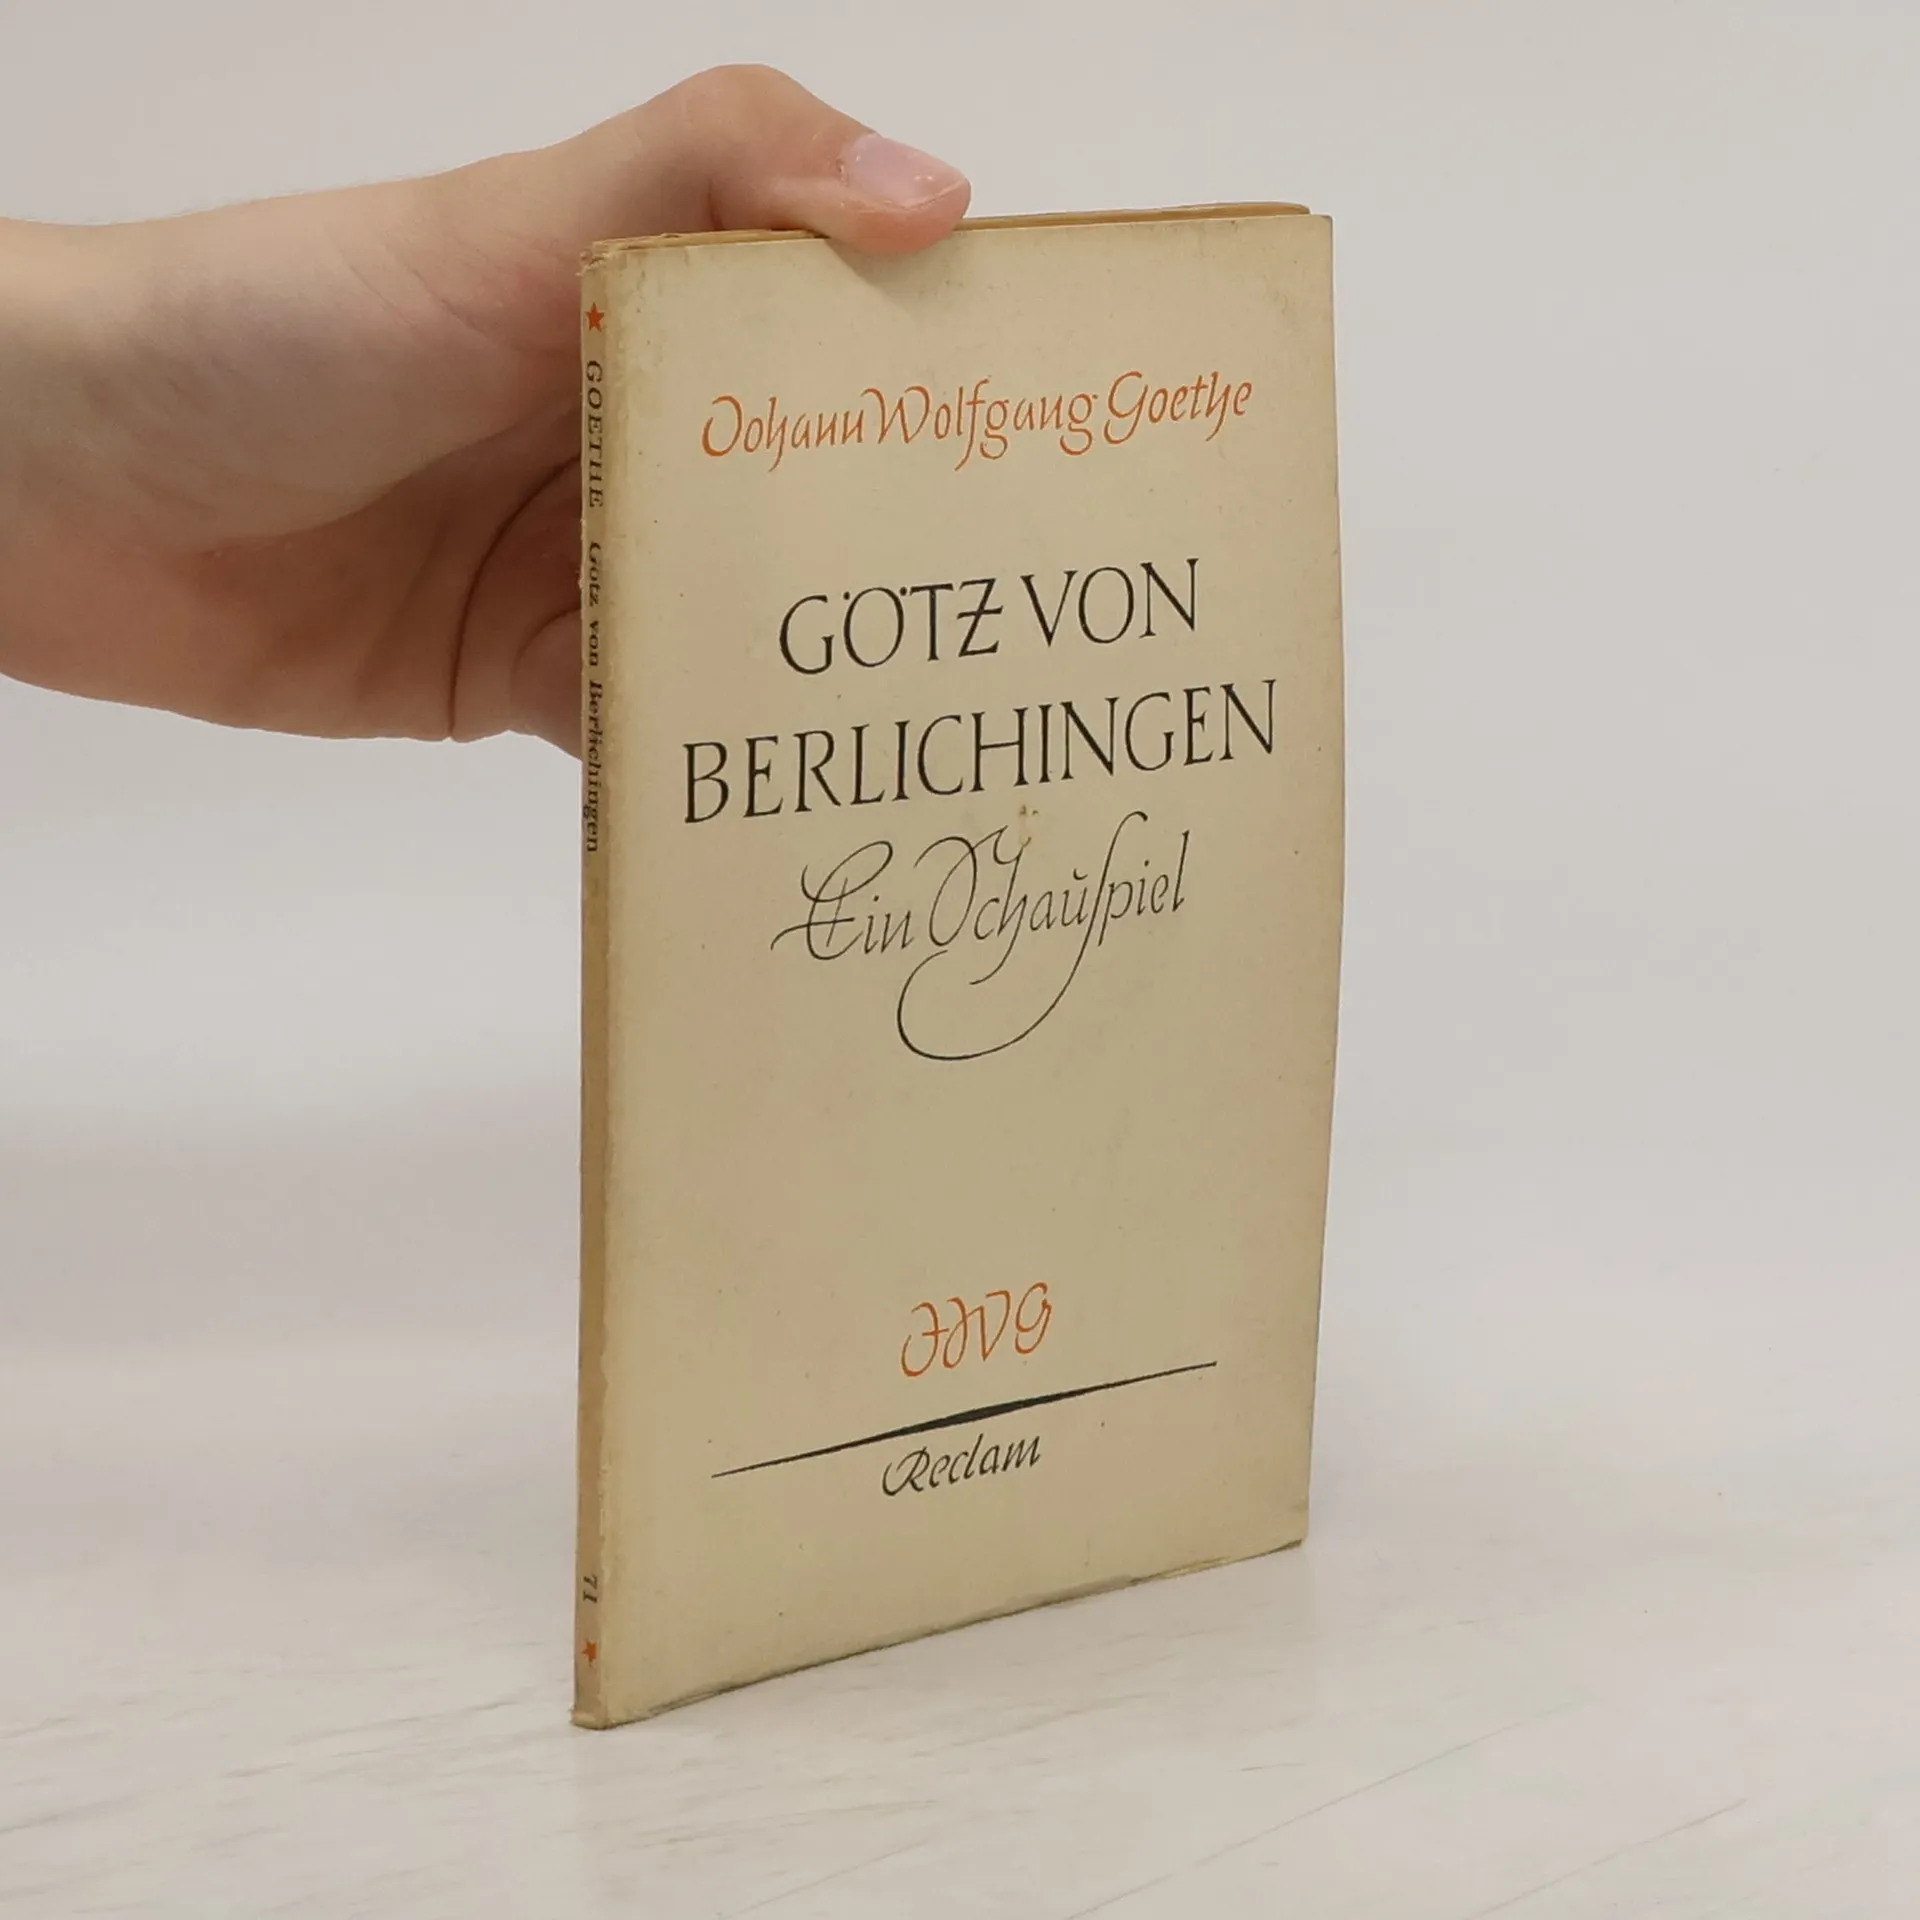 Johann Wolfgang Goethe
GÖTZ VON
BERLICHINGEN
Ein Schauspiel
JWG
Reclam
GOETHE Götz von Berlichingen 71